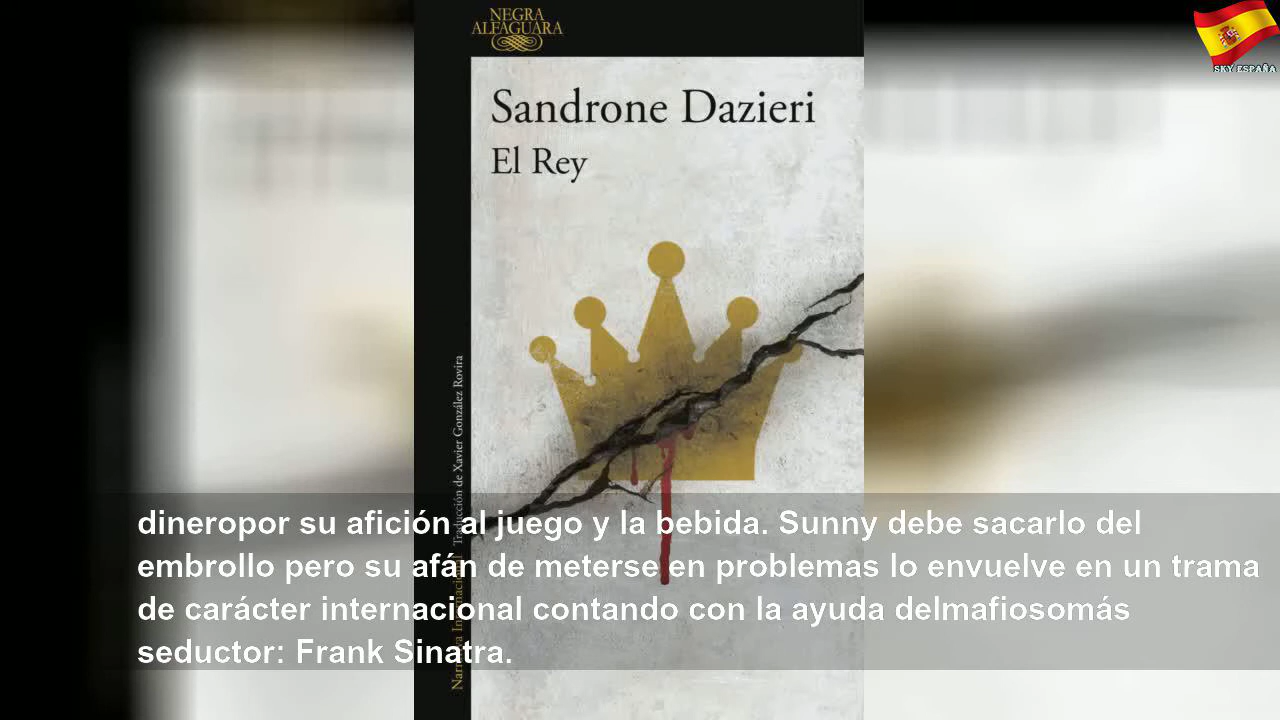 NEGRA
ALFAGUARA
SKY ESPAÑA
Sandrone Dazieri
El Rey
Narrativa Internacional Traducción de Xavier González Rovira
dineropor su afición al juego y la bebida. Sunny debe sacarlo del
embrollo pero su afán de meterse en problemas lo envuelve en un trama
de carácter internacional contando con la ayuda delmafiosomás
seductor: Frank Sinatra.